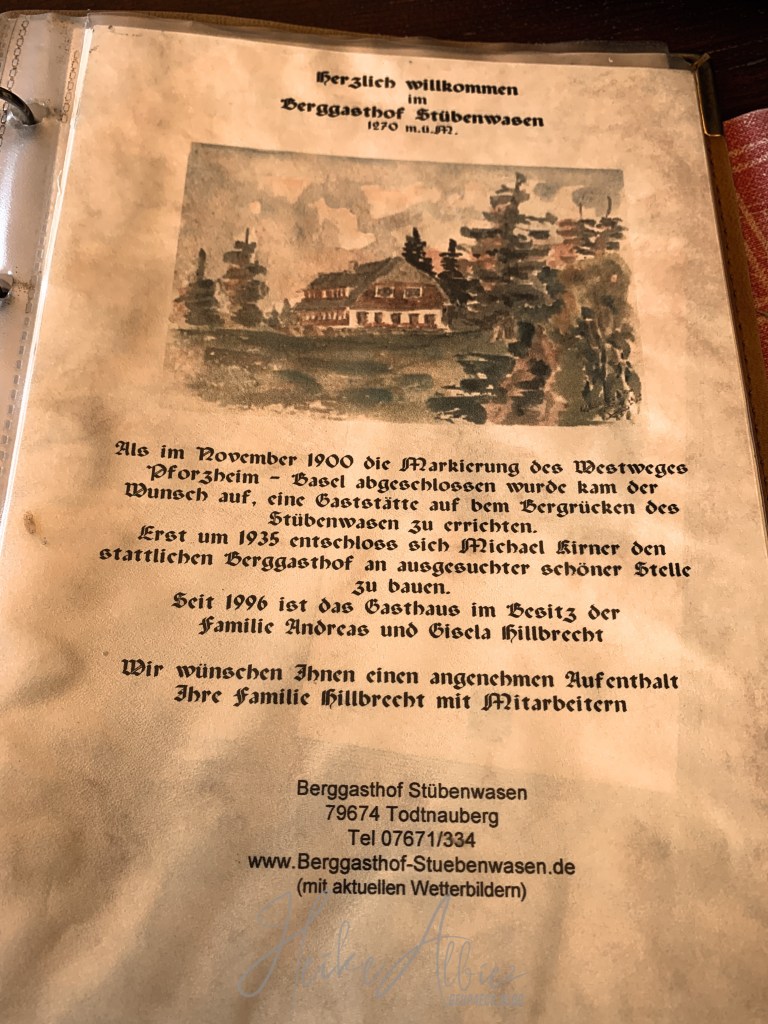 Herzlich willkommen
im
Berggasthof Stübenwasen
1270 m.ü.M.
Als im November 1900 die Markierung des Westweges
Pforzheim - Basel abgeschlossen wurde kam der
Wunsch auf, eine Gaststätte auf bem Bergrücken des
Stübenwasen zu errichten.
Erst um 1935 entschloss sich Michael Kirner den
stattlichen Berggasthof an ausgesuchter schöner Stelle
zu bauen.
Seit 1996 ist das Gasthaus im Besitz der
Familie Andreas und Gisela Hillbrecht
Wir wünschen Ihnen einen angenehmen Aufenthalt
Ihre Familie Hillbrecht mit Mitarbeitern
Berggasthof Stübenwasen
79674 Todtnauberg
Tel 07671/334
www.Berggasthof-Stuebenwasen.de
(mit aktuellen Wetterbildern)